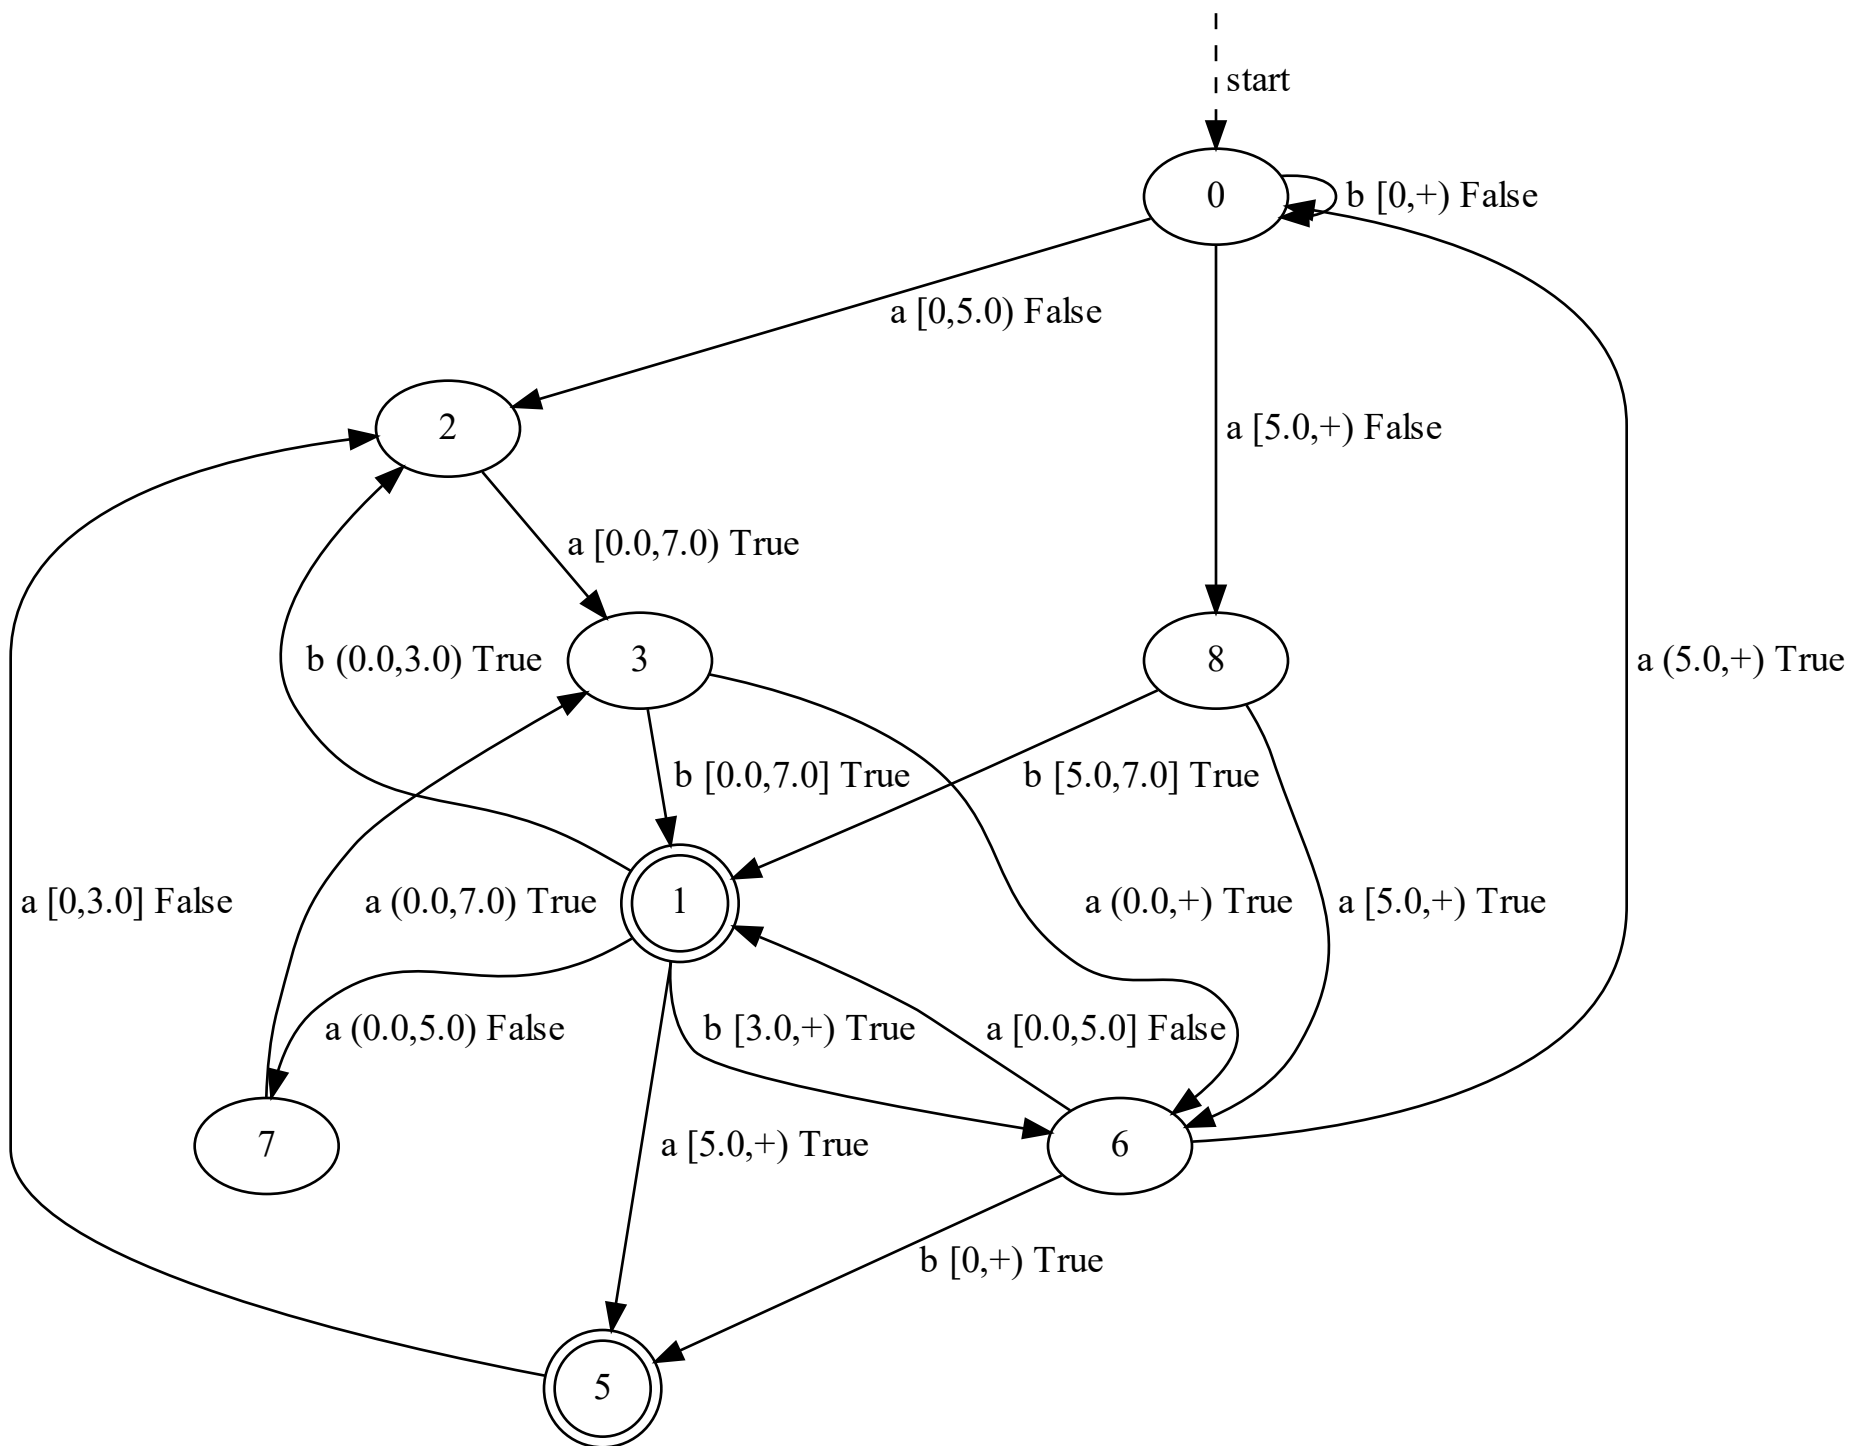 start
0
b [0,+) False
a [0,5.0) False
2
a [5.0,+) False
a [0.0,7.0) True
b (0.0,3.0) True
3
8
a (5.0,+) True
b [0.0,7.0] True
b [5.0,7.0] True
a [0,3.0] False
a (0.0,7.0) True
1
a (0.0,+) True
a [5.0,+) True
a (0.0,5.0) False
b [3.0,+) True
a [0.0,5.0] False
7
a [5.0,+) True
6
b [0,+) True
5